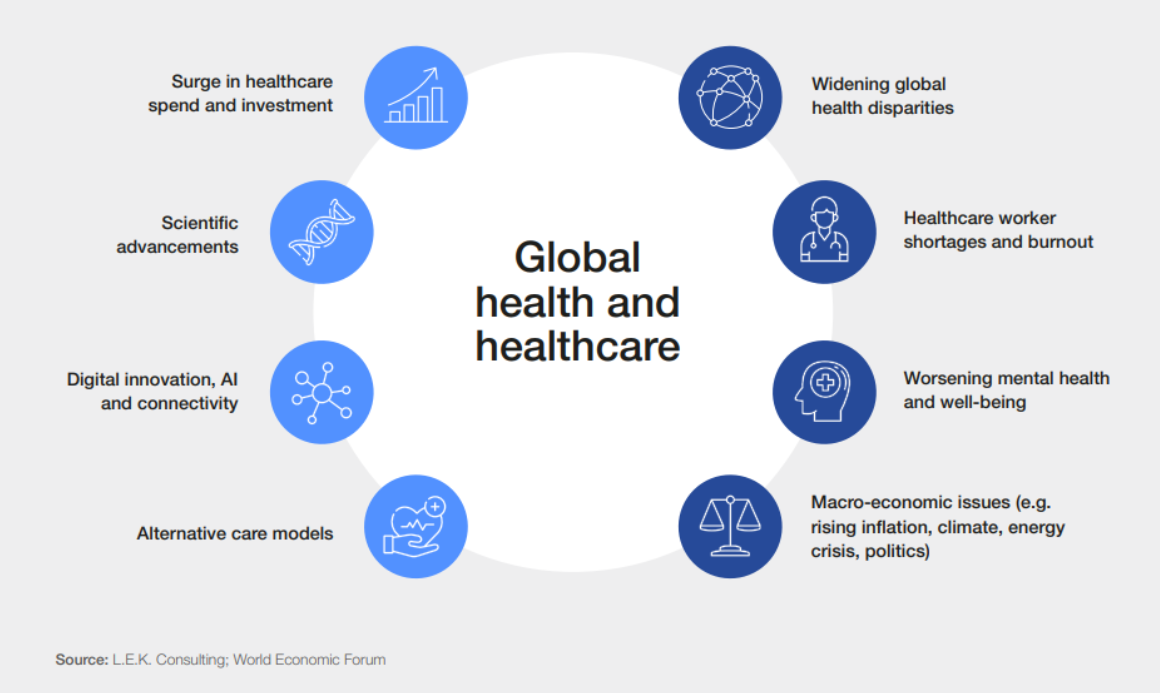 Surge in healthcare
spend and investment
Widening global
health disparities
Scientific
advancements
Healthcare worker
shortages and burnout
Global
health and
healthcare
Digital innovation, AI
and connectivity
Worsening mental health
and well-being
Alternative care models
Macro-economic issues (e.g.
rising inflation, climate, energy
crisis, politics)
Source: L.E.K. Consulting; World Economic Forum